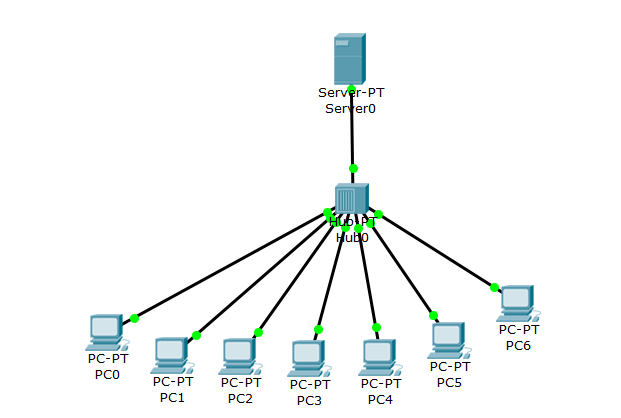 Server-PT
Server0
Hub-PT
Hub0
PC-PT
PC0
PC-PT
PC1
PC-PT
PC2
PC-PT
PC3
PC-PT
PC4
PC-PT
PC5
PC-PT
PC6